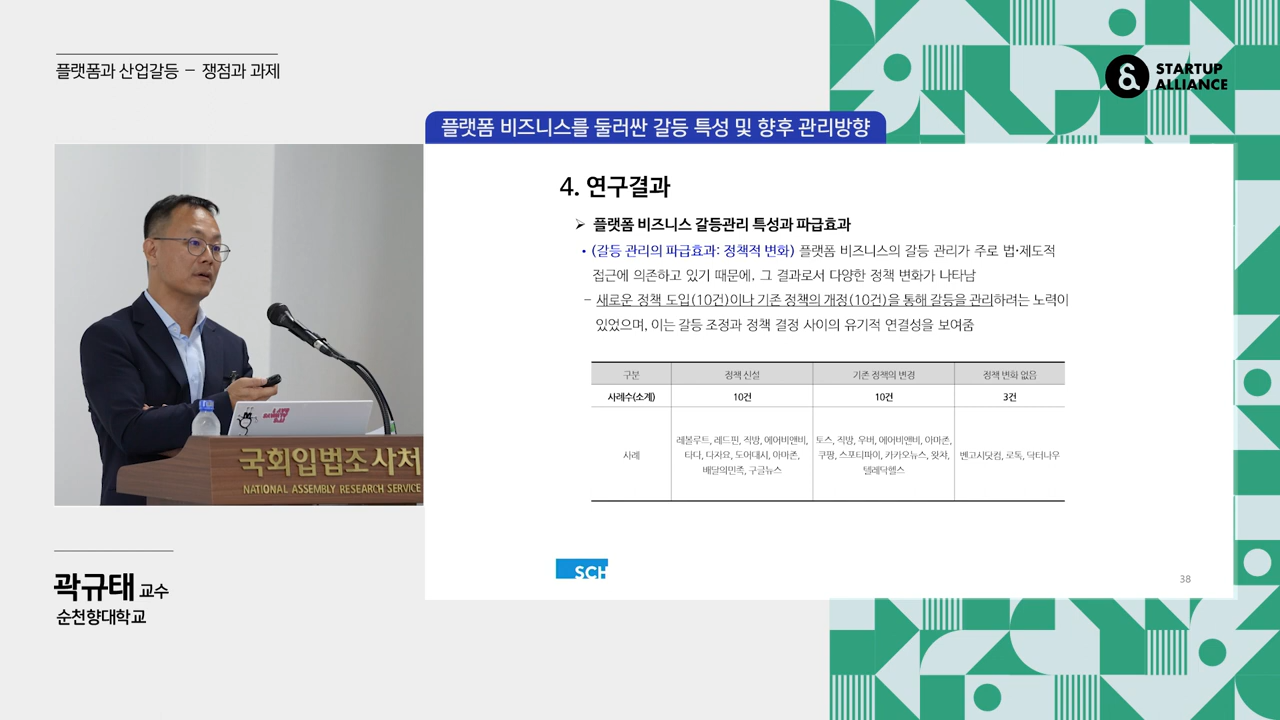 플랫폼과 산업갈등 – 쟁점과 과제
STARTUP
ALLIANCE
플랫폼 비즈니스를 둘러싼 갈등 특성 및 향후 관리방향
4. 연구결과
➢ 플랫폼 비즈니스 갈등관리 특성과 파급효과
• (갈등 관리의 파급효과: 정책적 변화) 플랫폼 비즈니스의 갈등 관리가 주로 법·제도적
접근에 의존하고 있기 때문에, 그 결과로서 다양한 정책 변화가 나타남
– 새로운 정책 도입(10건)이나 기존 정책의 개정(10건)을 통해 갈등을 관리하려는 노력이
있었으며, 이는 갈등 조정과 정책 결정 사이의 유기적 연결성을 보여줌
구분 정책 신설 기존 정책의 변경 정책 변화 없음
사례수(소계) 10건 10건 3건
사례
레볼루트, 레드핀, 직방, 에어비앤비,
타다, 디자요, 도어대시, 아마존,
배달의민족, 구글뉴스
토스, 직방, 우버, 에어비앤비, 아마존,
쿠팡, 스포티파이, 카카오뉴스, 왓챠,
텔레닥헬스
벤고시닷컴, 로톡, 닥터나우
SCH
38
국회입법조사처
NATIONAL ASSEMBLY RESEARCH SERVICE
곽규태 교수
순천향대학교